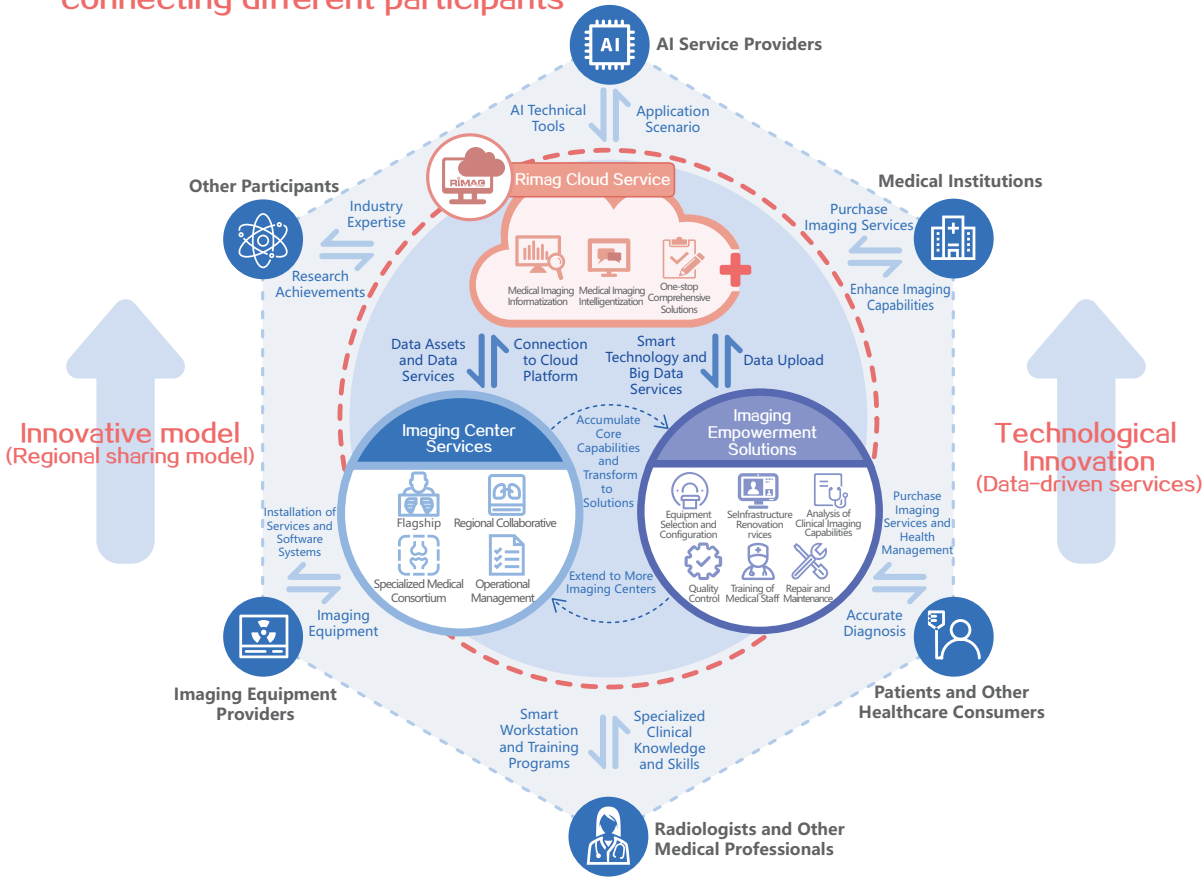 connecting different participants
AI
AI Service Providers
AI Technical
Tools
Application
Scenario
RIMAG
Rimag Cloud Service
Other Participants
Industry
Expertise
Research
Achievements
Medical Institutions
Purchase
Imaging Services
Enhance Imaging
Capabilities
Medical Imaging
Informatization
Medical Imaging
Intelligentization
One-stop
Comprehensive
Solutions
Data Assets
and Data
Services
Connection
to Cloud
Platform
Smart
Technology and
Big Data
Services
Data Upload
Innovative model
(Regional sharing model)
Technological
Innovation
(Data-driven services)
Imaging Center
Services
Flagship
Regional Collaborative
Specialized Medical
Consortium
Operational
Management
Accumulate
Core
Capabilities
and
Transform
to
Solutions
Extend to More
Imaging Centers
Imaging
Empowerment
Solutions
Equipment
Selection and
Configuration
SeInfrastructure
Renovation
rvices
Analysis of
Clinical Imaging
Capabilities
Quality
Control
Training of
Medical Staff
Repair and
Maintenance
Installation of
Services and
Software
Systems
Imaging
Equipment
Imaging Equipment
Providers
Purchase
Imaging
Services and
Health
Management
Accurate
Diagnosis
Patients and Other
Healthcare Consumers
Smart
Workstation
and Training
Programs
Specialized
Clinical
Knowledge
and Skills
Radiologists and Other
Medical Professionals